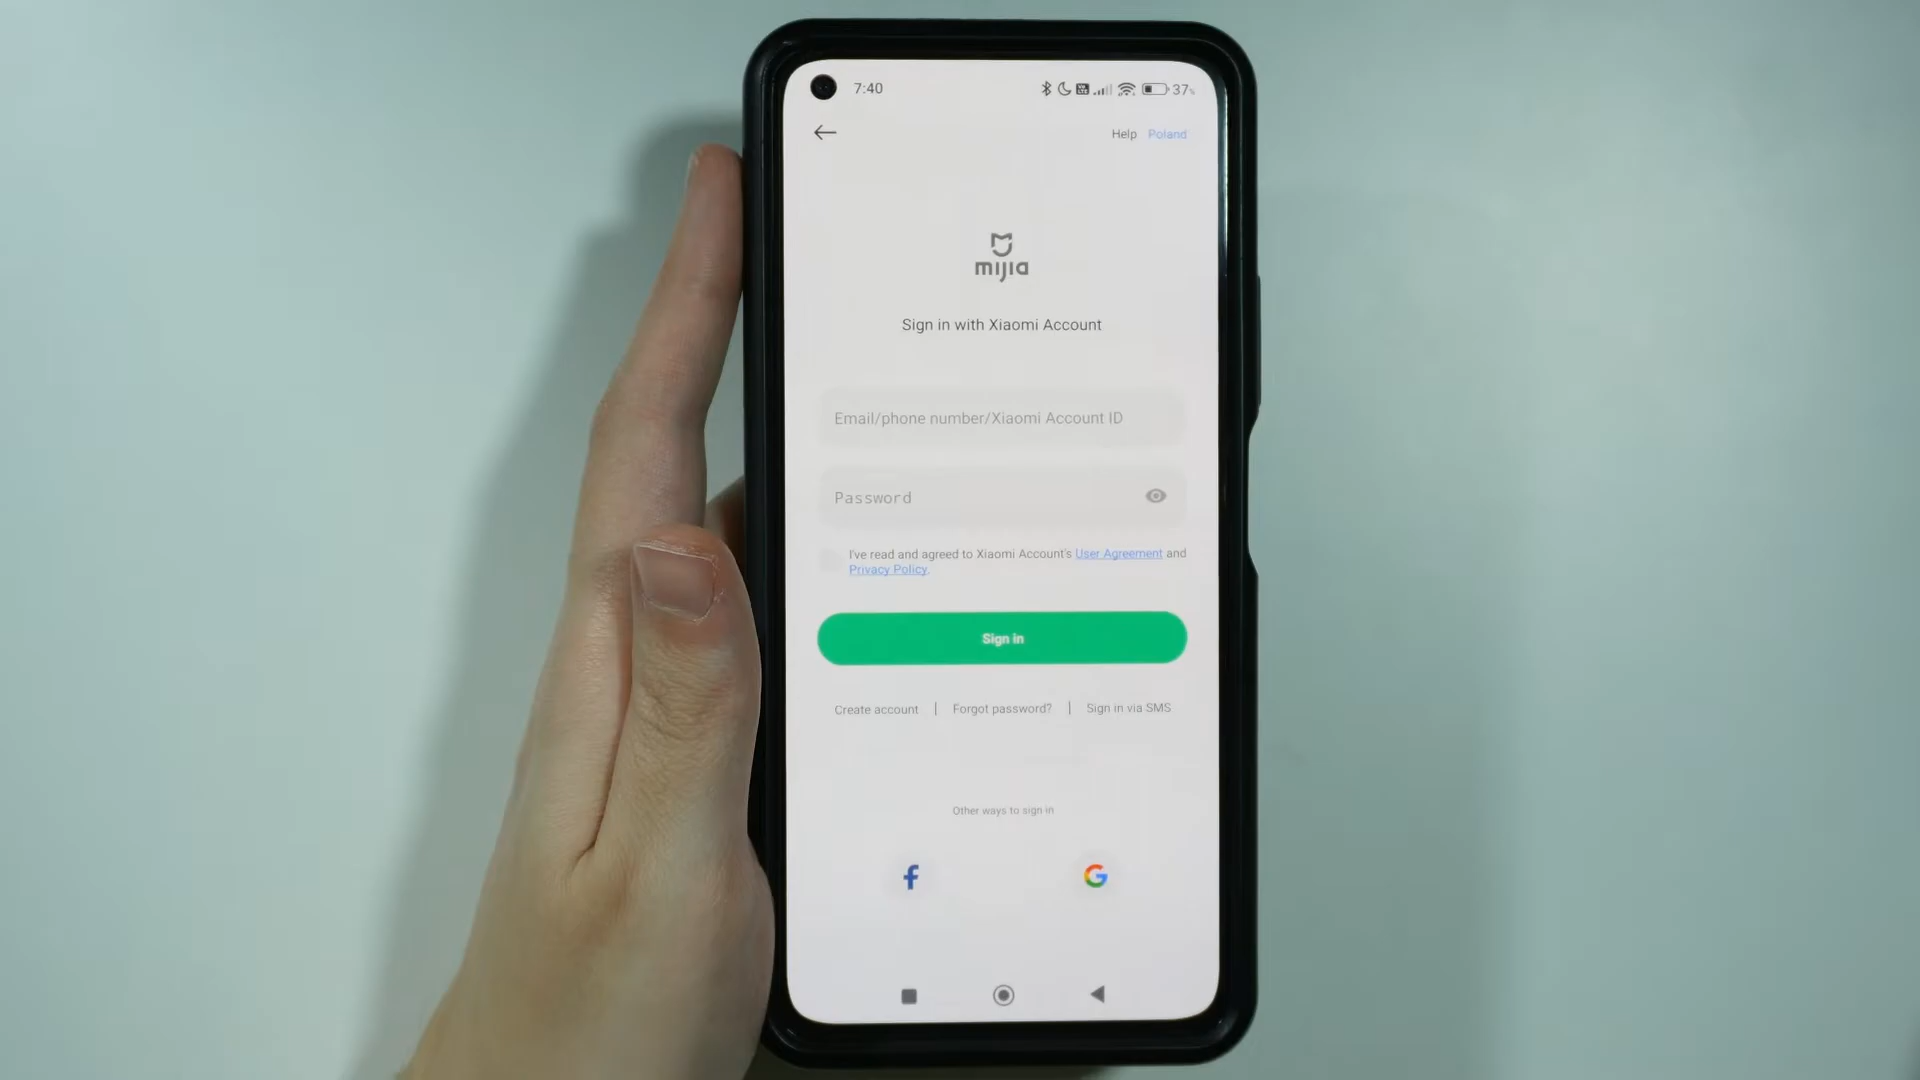 7:40
37%
Help Poland
mijia
Sign in with Xiaomi Account
Email/phone number/Xiaomi Account ID
Password
I've read and agreed to Xiaomi Account's User Agreement and
Privacy Policy.
Sign in
Create account | Forgot password? | Sign in via SMS
Other ways to sign in